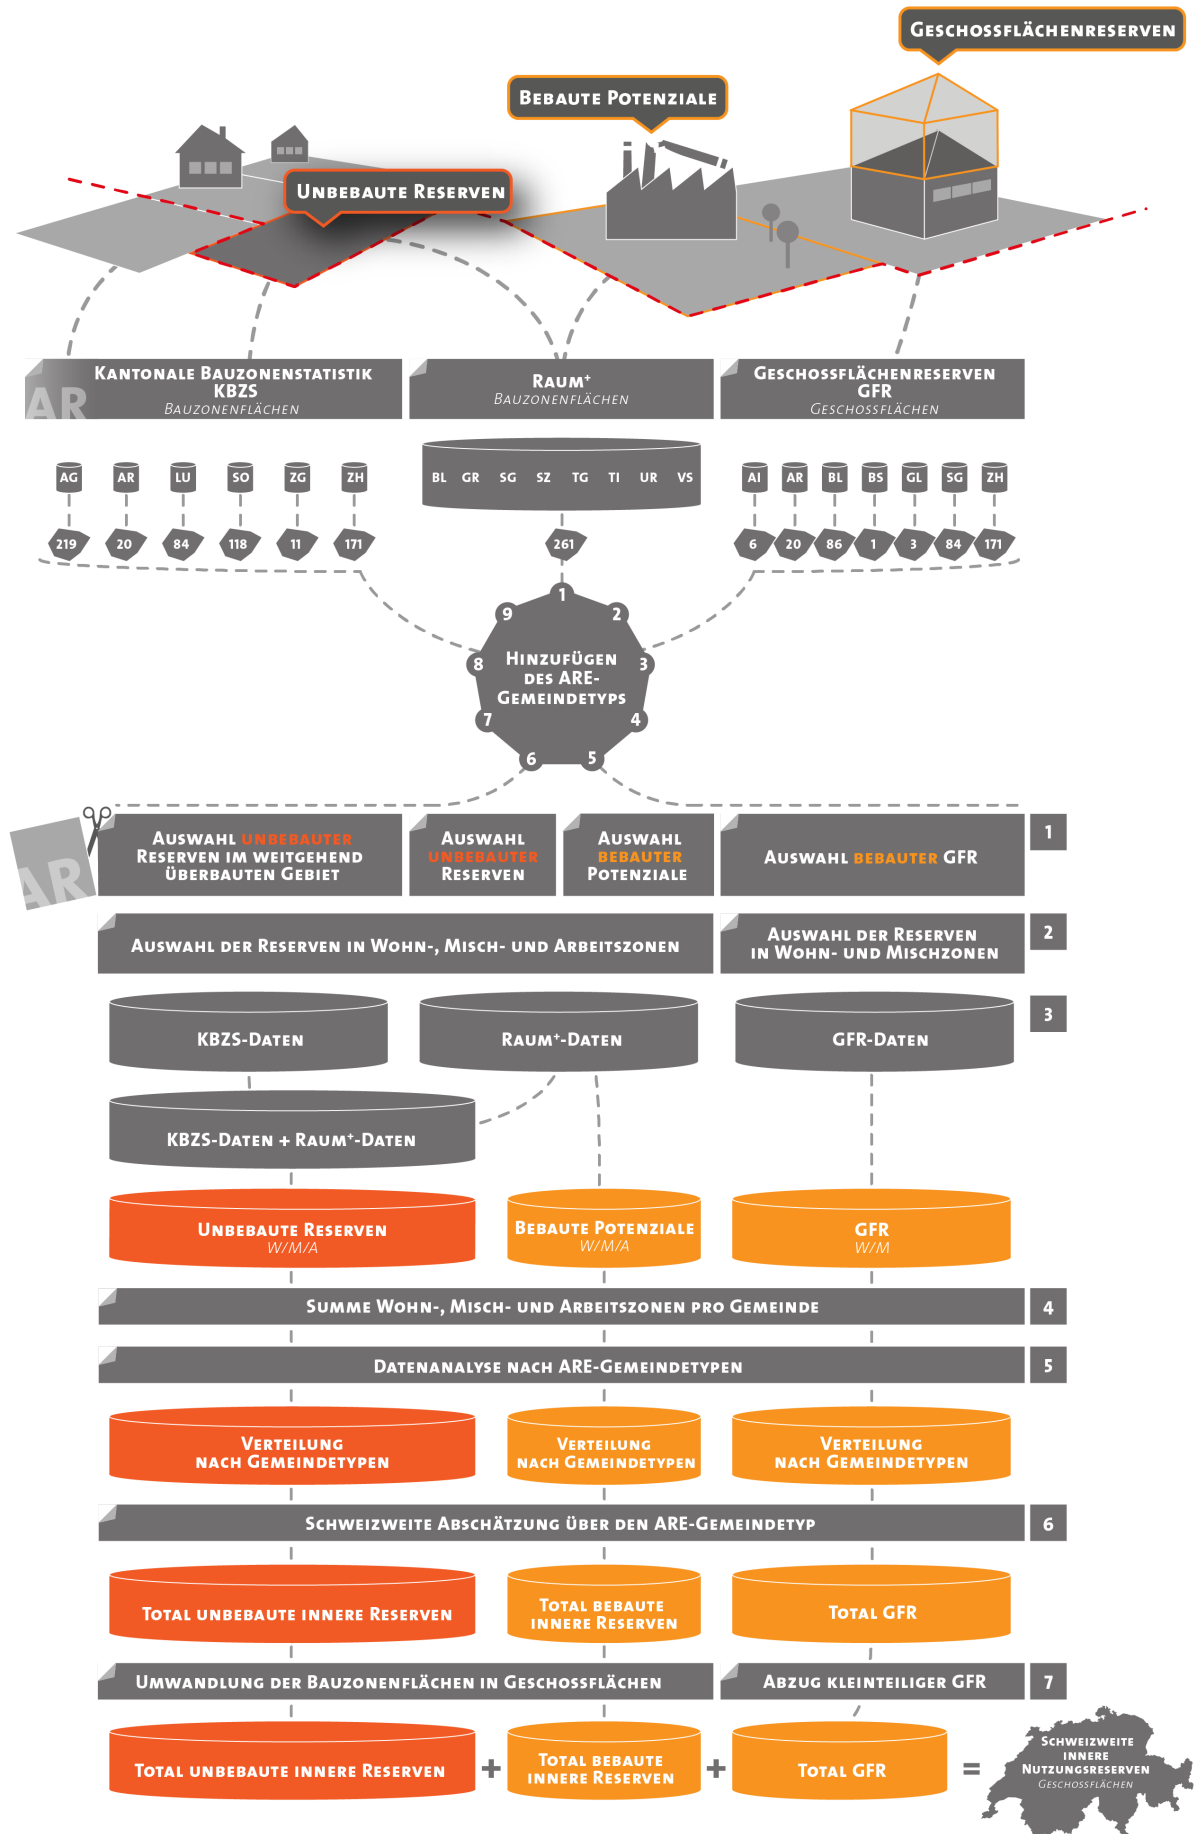 Geschossflächenreserven
Bebaute Potenziale
Unbebaute Reserven
AR
Kantonale Bauzonenstatistik
KBZS
Bauzonenflächen
Raum+
Bauzonenflächen
Geschossflächenreserven
GFR
Geschossflächen
AG AR LU SO ZG ZH
BL GR SG SZ TG TI UR VS
AI AR BL BS GL SG ZH
219 20 84 118 11 171
261
6 20 86 1 3 84 171
1
9 2
8 3
Hinzufügen
des ARE-
Gemeindetyps
7 4
6 5
AR
Auswahl unbebauter
Reserven im weitgehend
überbauten Gebiet
Auswahl
unbebauter
Reserven
Auswahl
bebauter
Potenziale
Auswahl bebauter GFR
1
Auswahl der Reserven in Wohn-, Misch- und Arbeitszonen
Auswahl der Reserven
in Wohn- und Mischzonen
2
KBZS-Daten
Raum+-Daten
GFR-Daten
3
KBZS-Daten + Raum+-Daten
Unbebaute Reserven
W/M/A
Bebaute Potenziale
W/M/A
GFR
W/M
Summe Wohn-, Misch- und Arbeitszonen pro Gemeinde
4
Datenanalyse nach ARE-Gemeindetypen
5
Verteilung
nach Gemeindetypen
Verteilung
nach Gemeindetypen
Verteilung
nach Gemeindetypen
Schweizweite Abschätzung über den ARE-Gemeindetyp
6
Total unbebaute innere Reserven
Total bebaute
innere Reserven
Total GFR
Umwandlung der Bauzonenflächen in Geschossflächen
Abzug kleinteiliger GFR
7
Total unbebaute innere Reserven
+
Total bebaute
innere Reserven
+
Total GFR
=
Schweizweite
innere
Nutzungsreserven
Geschossflächen